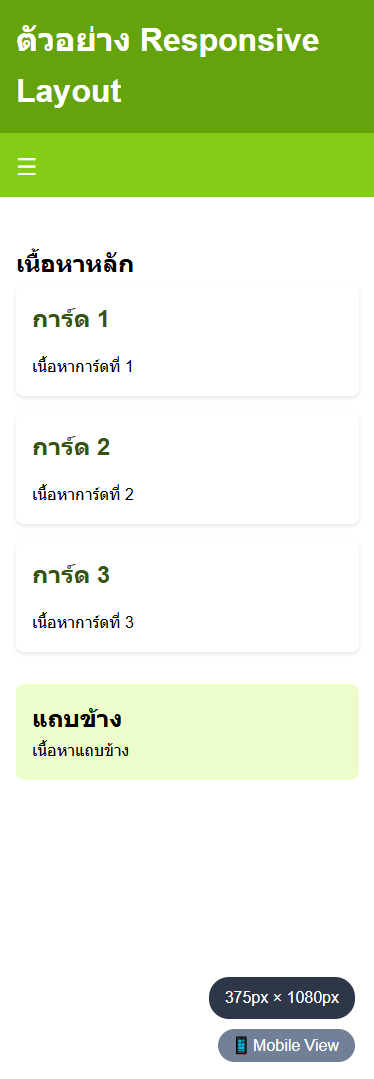 ตัวอย่าง Responsive
Layout
☰
เนื้อหาหลัก
การ์ด 1
เนื้อหาการ์ดที่ 1
การ์ด 2
เนื้อหาการ์ดที่ 2
การ์ด 3
เนื้อหาการ์ดที่ 3
แถบข้าง
เนื้อหาแถบข้าง
375px × 1080px
📱 Mobile View